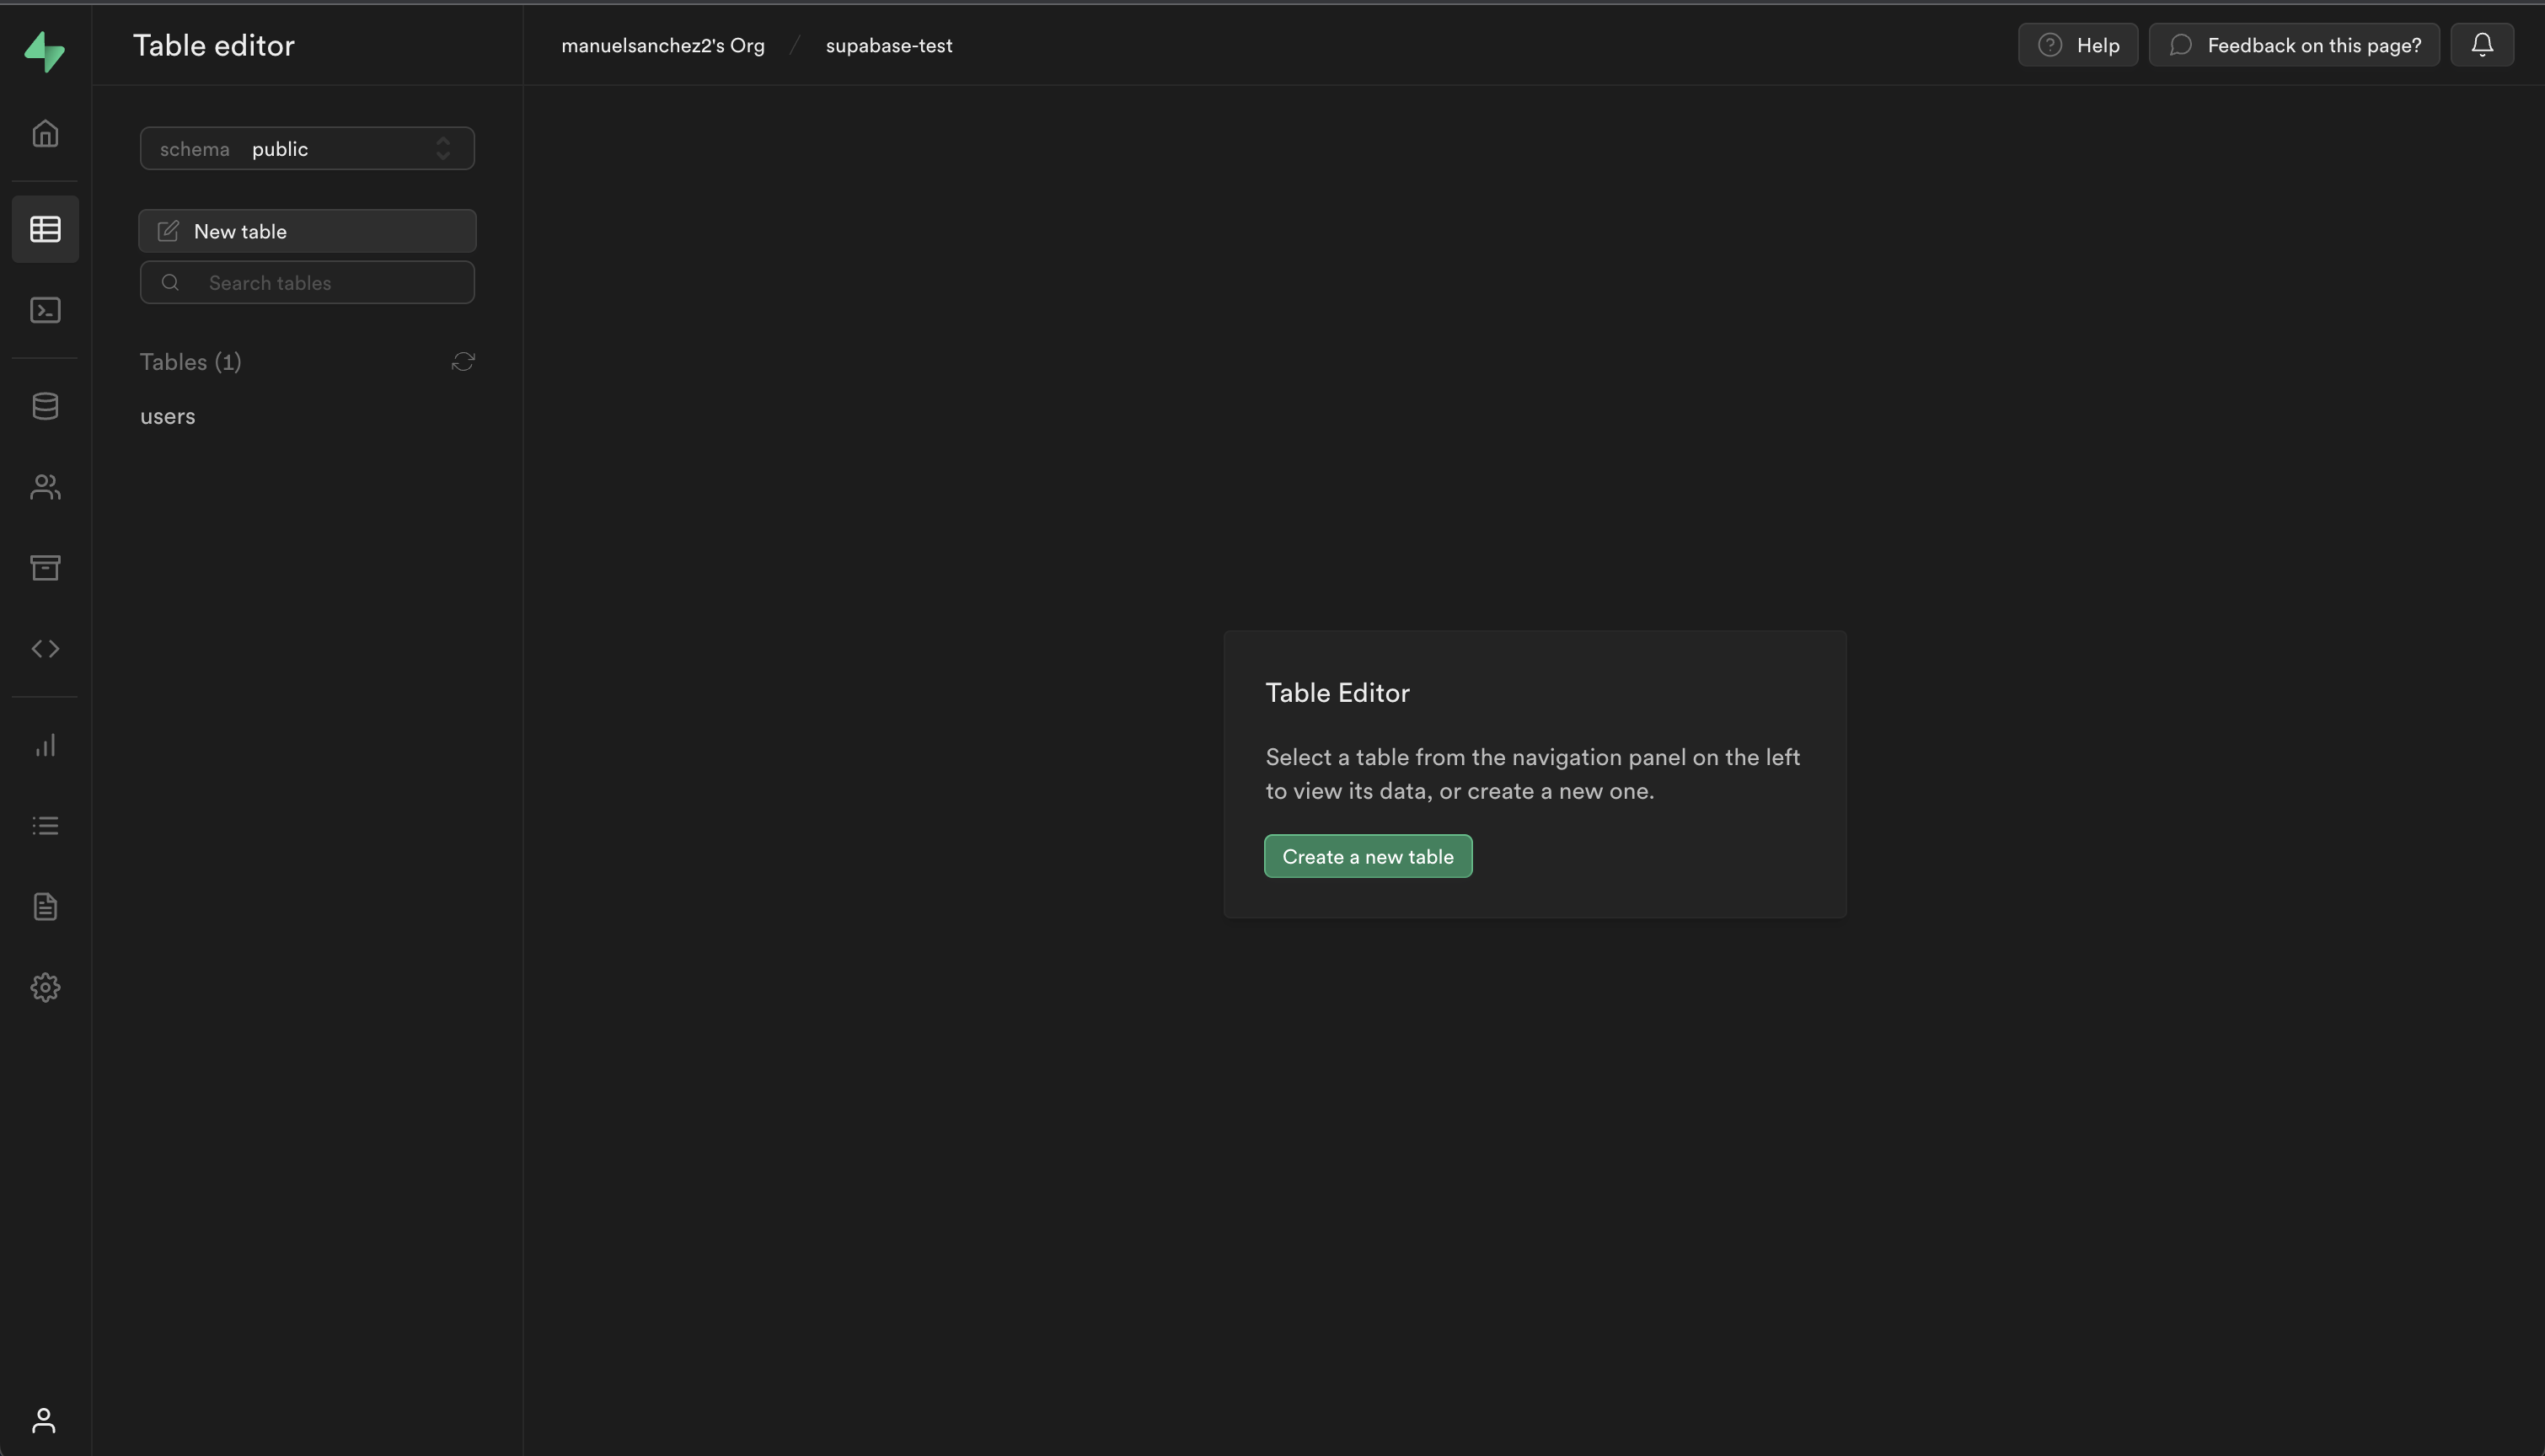 Table editor
manuelsanchez2's Org / supabase-test
Help
Feedback on this page?
schema public
New table
Search tables
Tables (1)
users
Table Editor
Select a table from the navigation panel on the left
to view its data, or create a new one.
Create a new table